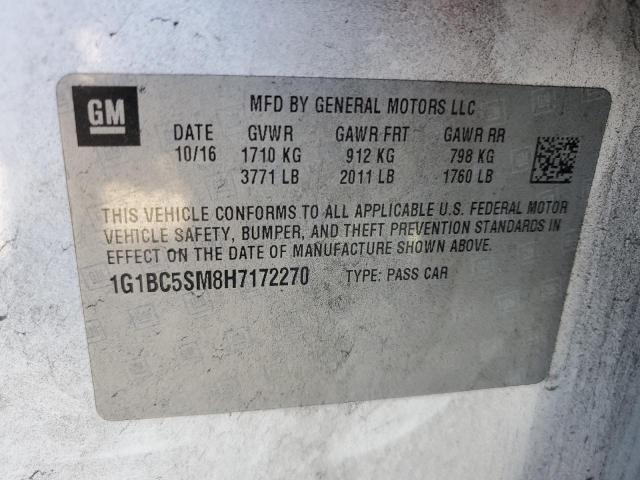 GM
MFD BY GENERAL MOTORS LLC
DATE GVWR GAWR FRT GAWR RR
10/16 1710 KG 912 KG 798 KG
3771 LB 2011 LB 1760 LB
THIS VEHICLE CONFORMS TO ALL APPLICABLE U.S. FEDERAL MOTOR
VEHICLE SAFETY, BUMPER, AND THEFT PREVENTION STANDARDS IN
EFFECT ON THE DATE OF MANUFACTURE SHOWN ABOVE.
1G1BC5SM8H7172270 TYPE: PASS CAR